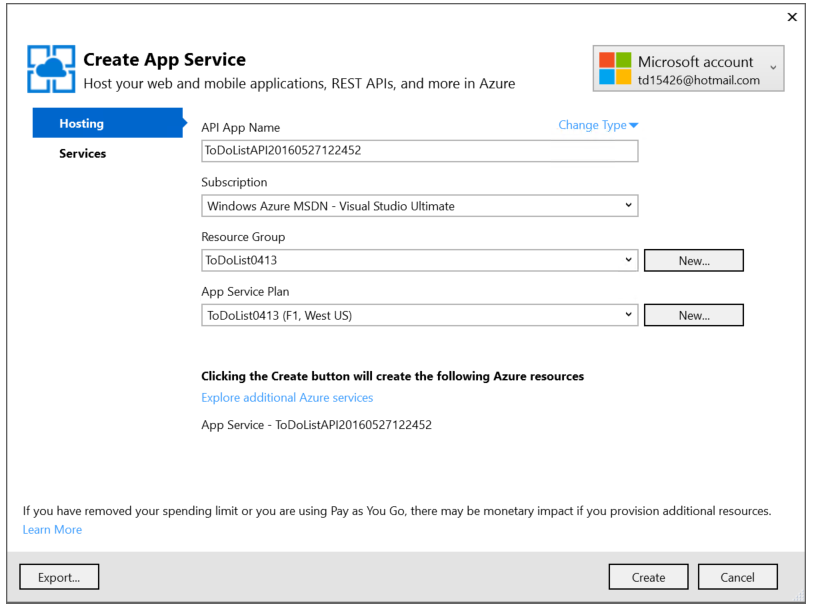 Create App Service
Host your web and mobile applications, REST APIs, and more in Azure
Microsoft account
td15426@hotmail.com
Hosting
Services
API App Name
Change Type
ToDoListAPI20160527122452
Subscription
Windows Azure MSDN - Visual Studio Ultimate
Resource Group
ToDoList0413
New...
App Service Plan
ToDoList0413 (F1, West US)
New...
Clicking the Create button will create the following Azure resources
Explore additional Azure services
App Service - ToDoListAPI20160527122452
If you have removed your spending limit or you are using Pay as You Go, there may be monetary impact if you provision additional resources.
Learn More
Export...
Create
Cancel